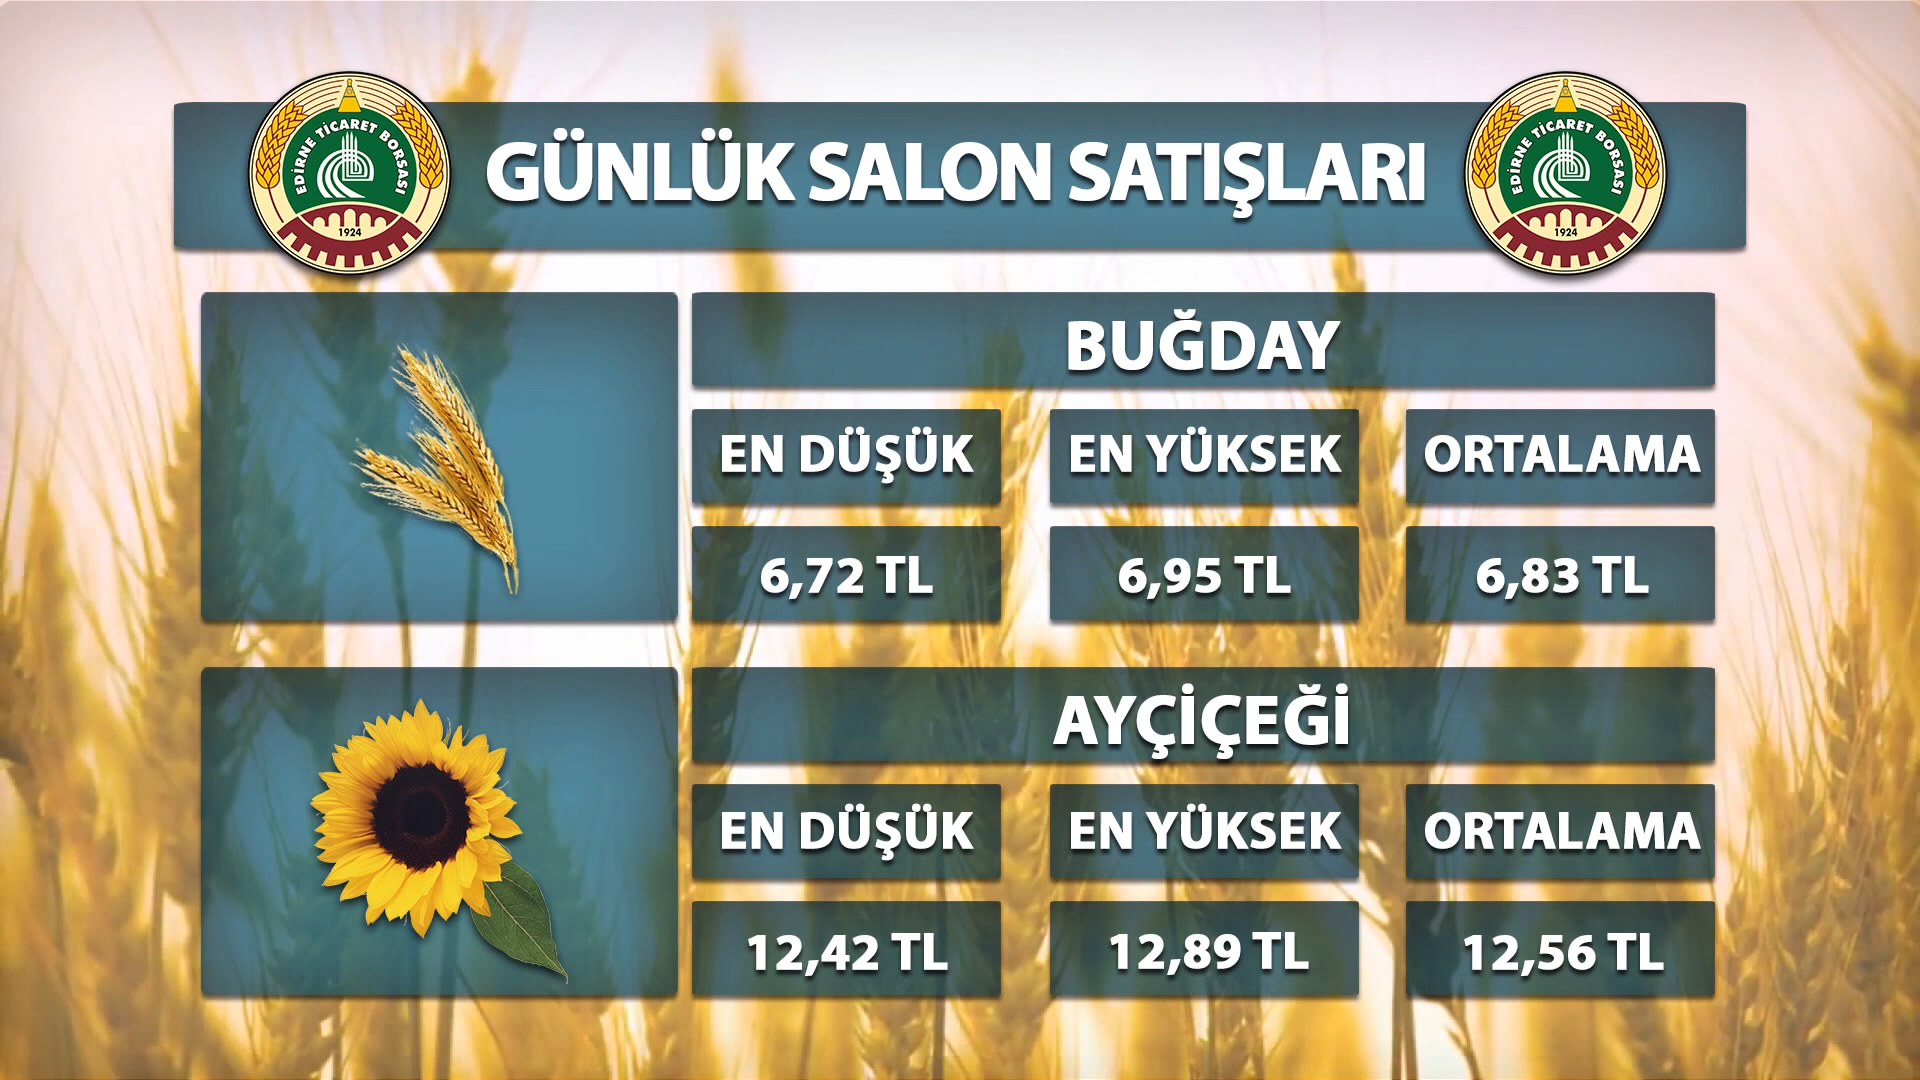 EDİRNE TİCARET BORSASI
1924
GÜNLÜK SALON SATIŞLARI
EDİRNE TİCARET BORSASI
1924
BUĞDAY
EN DÜŞÜK EN YÜKSEK ORTALAMA
6,72 TL 6,95 TL 6,83 TL
AYÇİÇEĞİ
EN DÜŞÜK EN YÜKSEK ORTALAMA
12,42 TL 12,89 TL 12,56 TL